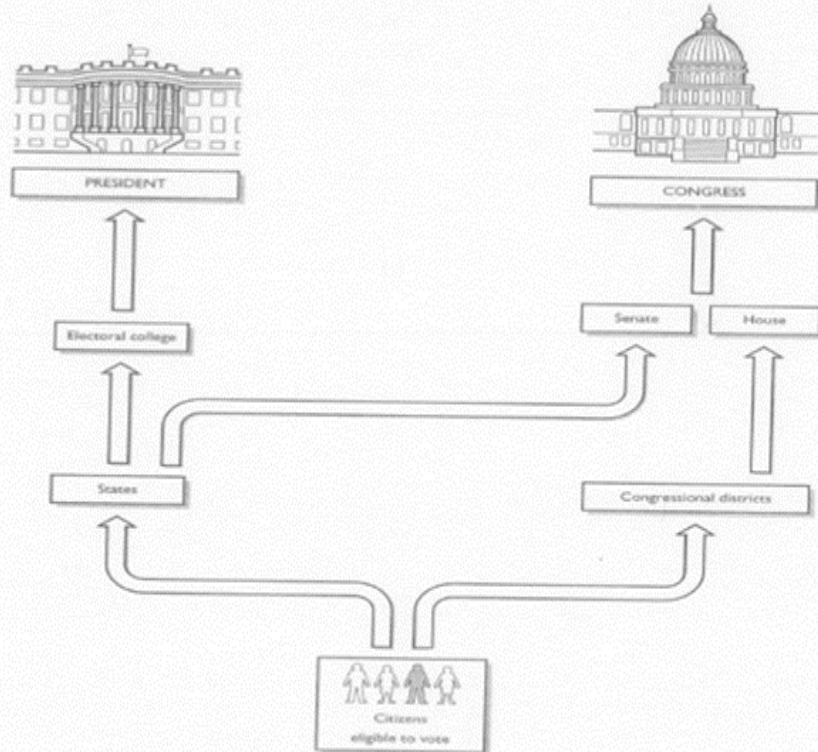 PRESIDENT
CONGRESS
Electoral college
Senate
House
States
Congressional districts
Citizens
eligible to vote